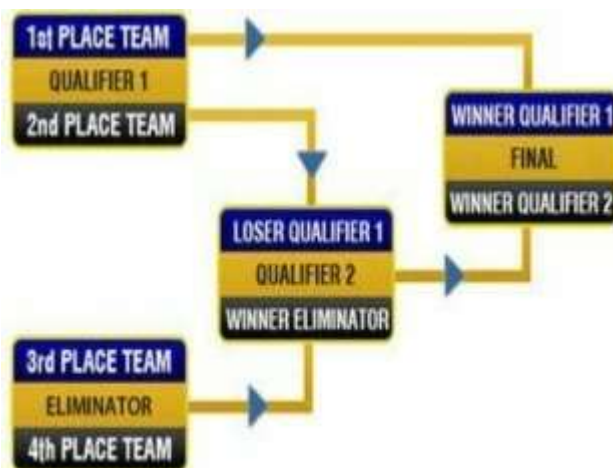 1st PLACE TEAM
QUALIFIER 1
2nd PLACE TEAM
WINNER QUALIFIER 1
FINAL
WINNER QUALIFIER 2
LOSER QUALIFIER 1
QUALIFIER 2
WINNER ELIMINATOR
3rd PLACE TEAM
ELIMINATOR
4th PLACE TEAM